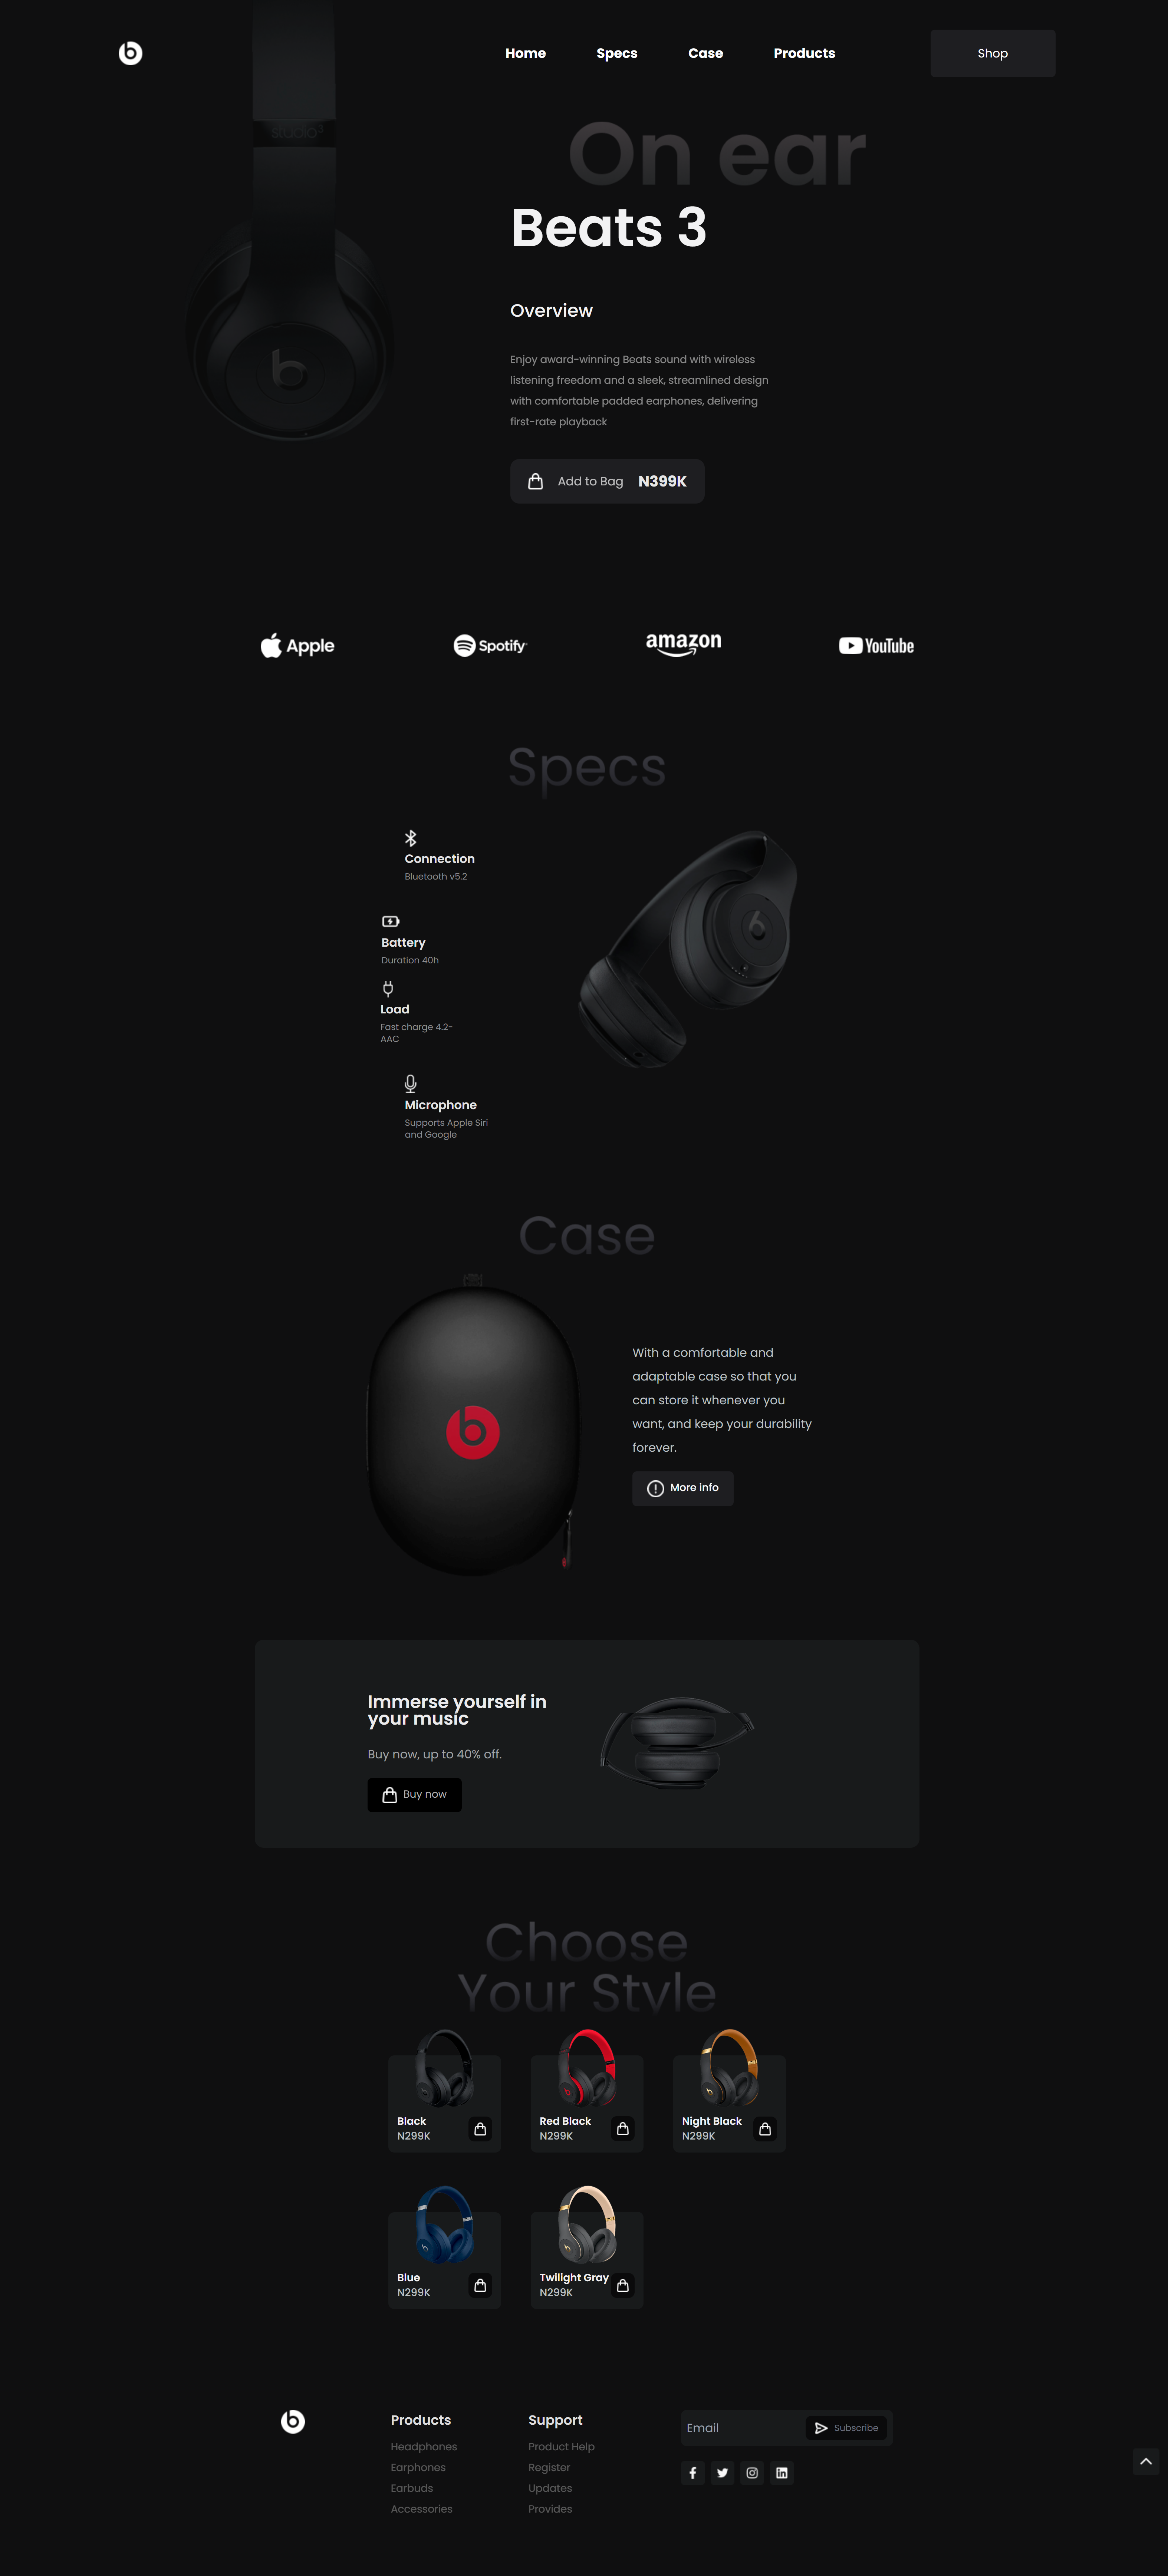 Home
Specs
Case
Products
Shop
studio3
On ear
Beats 3
Overview
Enjoy award-winning Beats sound with wireless
listening freedom and a sleek, streamlined design
with comfortable padded earphones, delivering
first-rate playback
Add to Bag N399K
Apple
Spotify
amazon
YouTube
Specs
Connection
Bluetooth v5.2
Battery
Duration 40h
Load
Fast charge 4.2-
AAC
Microphone
Supports Apple Siri
and Google
Case
With a comfortable and
adaptable case so that you
can store it whenever you
want, and keep your durability
forever.
More info
Immerse yourself in
your music
Buy now, up to 40% off.
Buy now
Choose
Your Style
Black
N299K
Red Black
N299K
Night Black
N299K
Blue
N299K
Twilight Gray
N299K
Products
Headphones
Earphones
Earbuds
Accessories
Support
Product Help
Register
Updates
Provides
Email
Subscribe